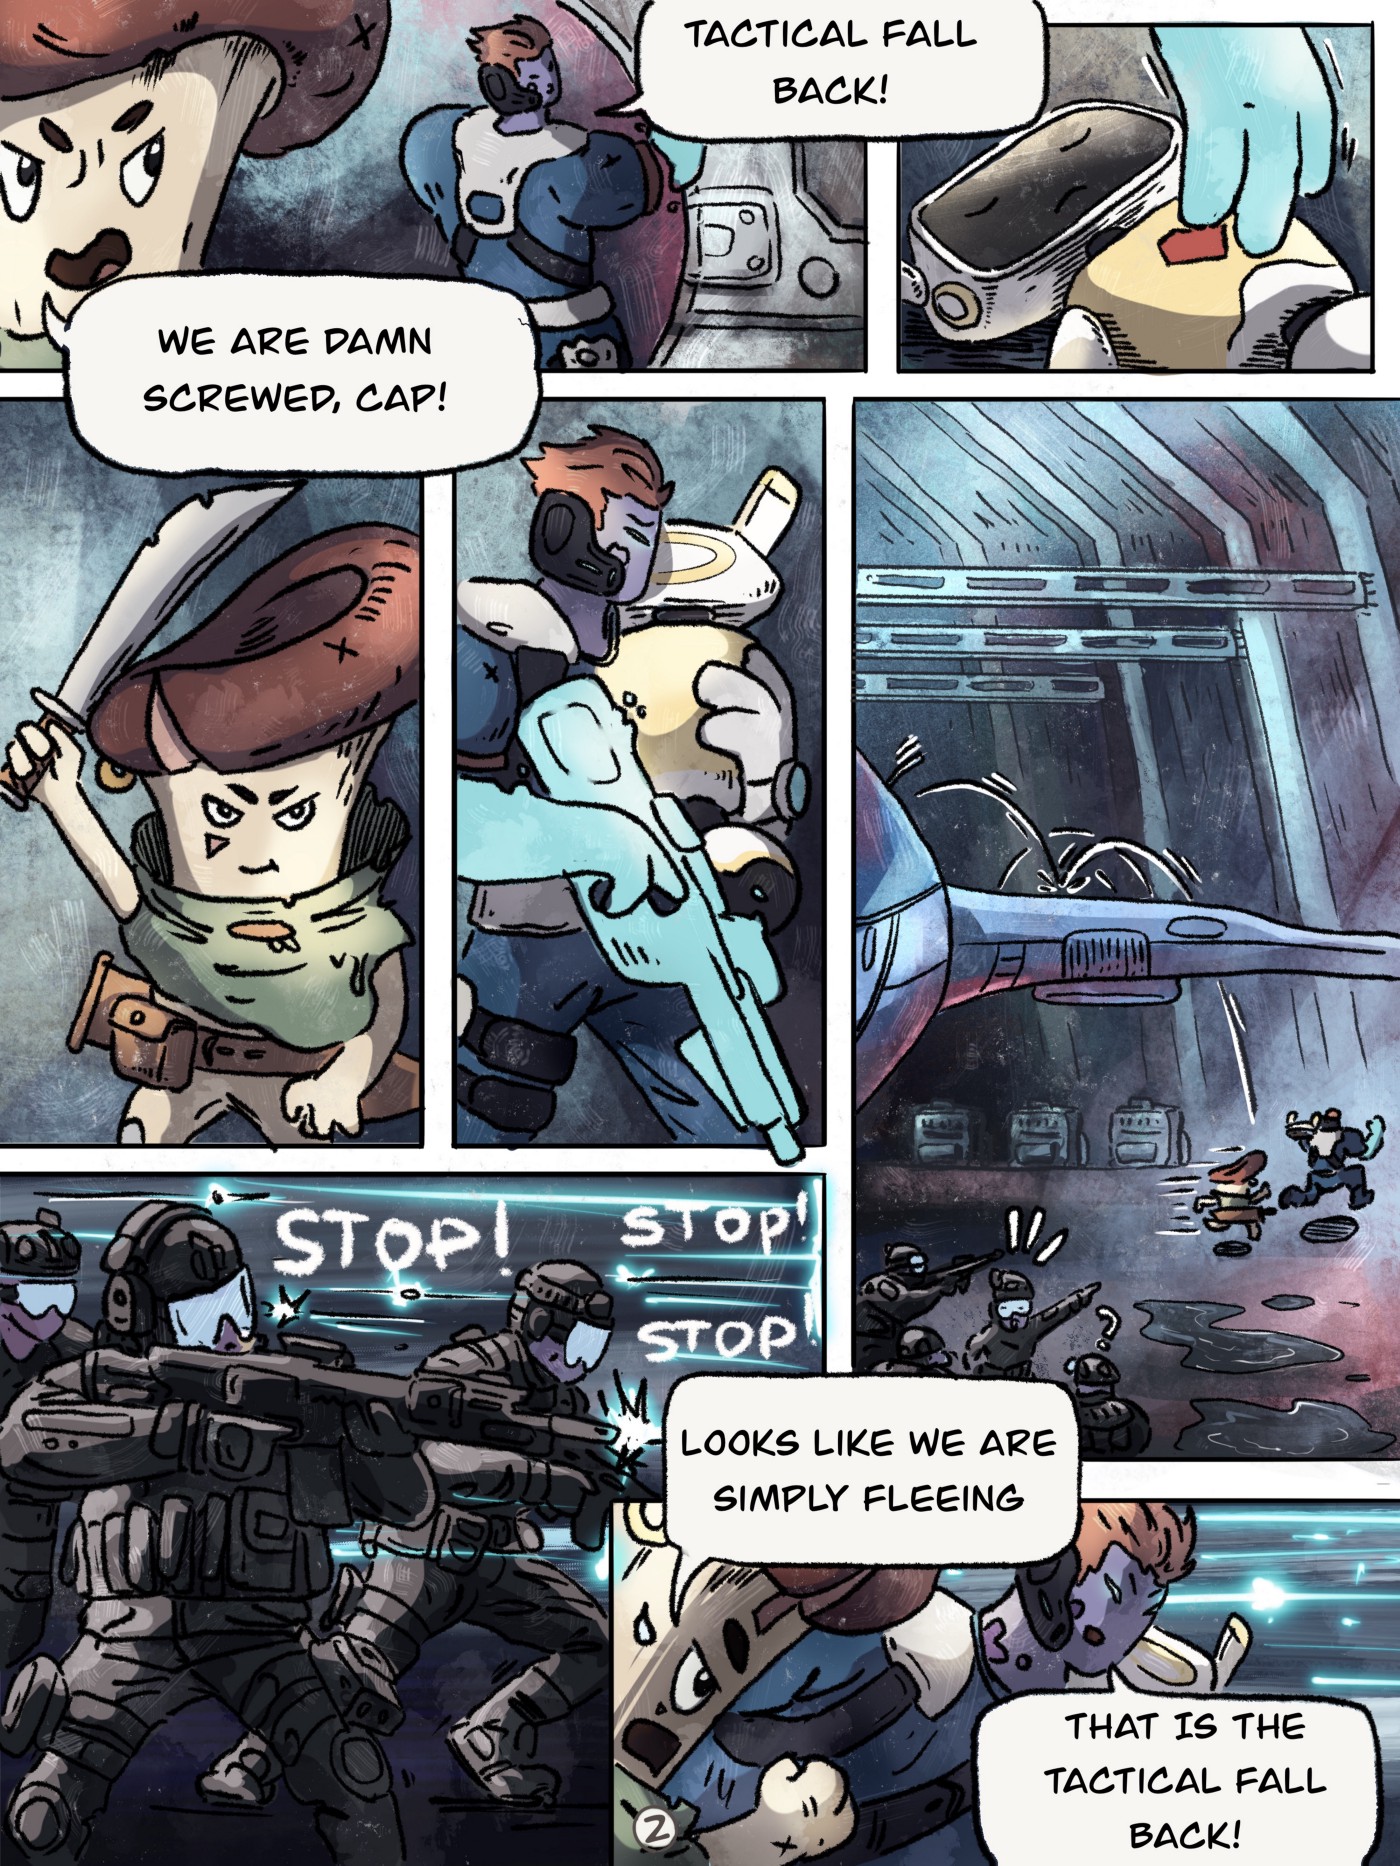 TACTICAL FALL
BACK!
WE ARE DAMN
SCREWED, CAP!
?
STOP!
STOP!
STOP!
LOOKS LIKE WE ARE
SIMPLY FLEEING
THAT IS THE
TACTICAL FALL
BACK!
2